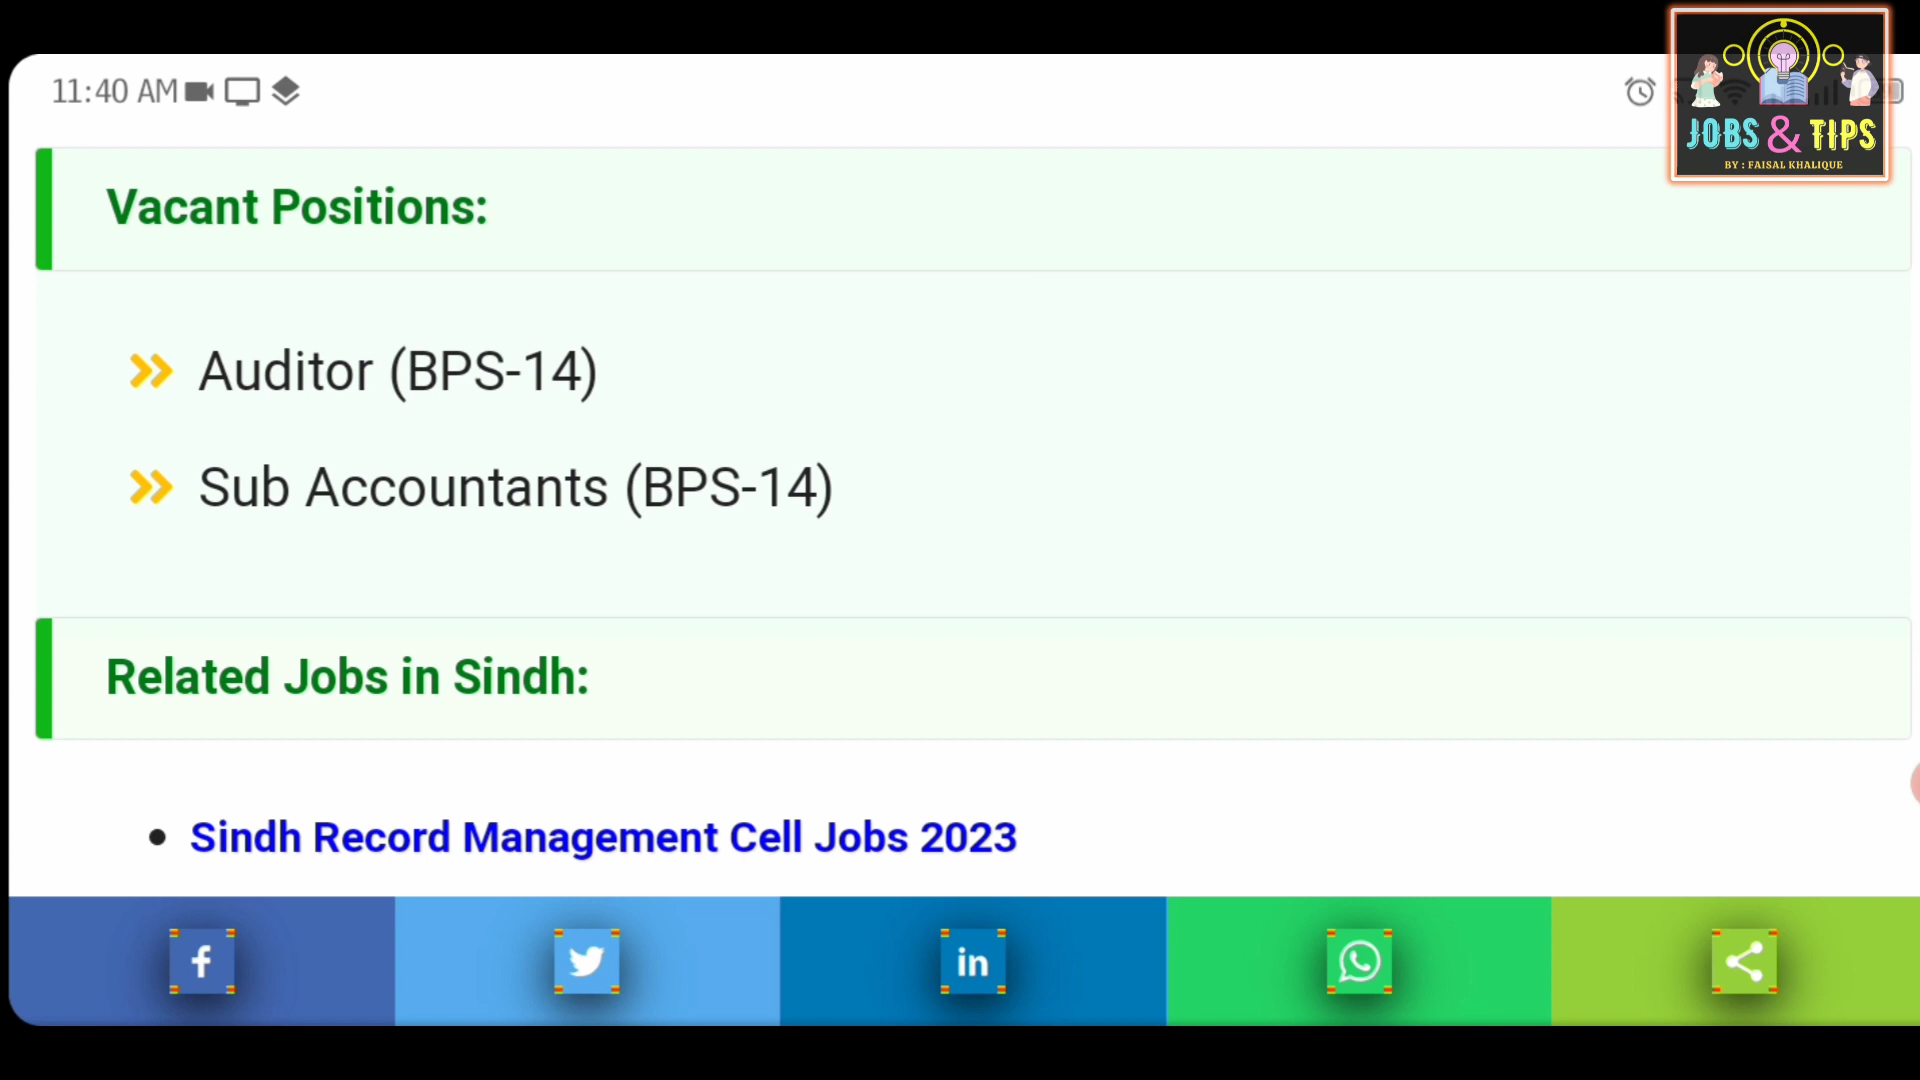 11:40 AM
JOBS & TIPS
BY : FAISAL KHALIQUE
Vacant Positions:
Auditor (BPS-14)
Sub Accountants (BPS-14)
Related Jobs in Sindh:
Sindh Record Management Cell Jobs 2023
f
in